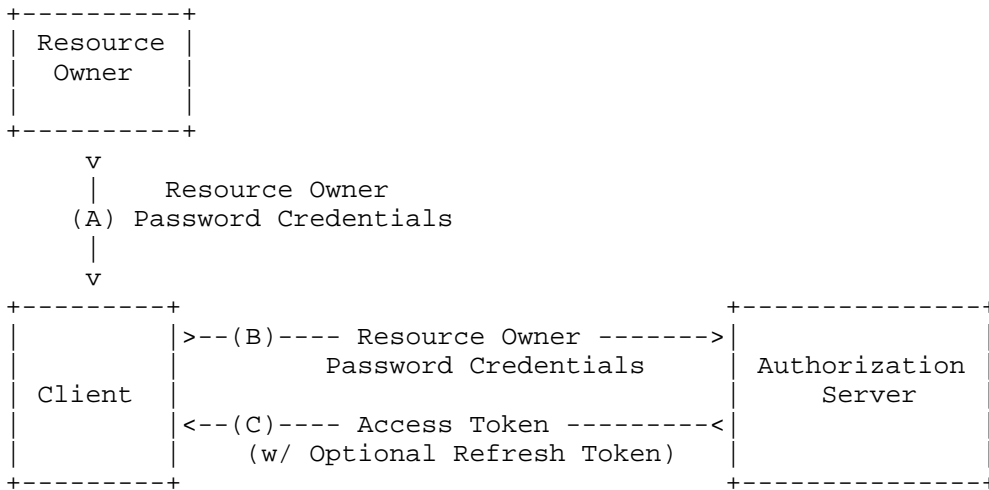 +----------+
| Resource |
|  Owner   |
|          |
+----------+
     v
     |    Resource Owner
    (A) Password Credentials
     |
     v
+---------+                                  +---------------+
|         |>--(B)---- Resource Owner ------->|               |
|         |         Password Credentials     | Authorization |
| Client  |                                  |     Server    |
|         |<--(C)---- Access Token ---------<|               |
|         |    (w/ Optional Refresh Token)   |               |
+---------+                                  +---------------+